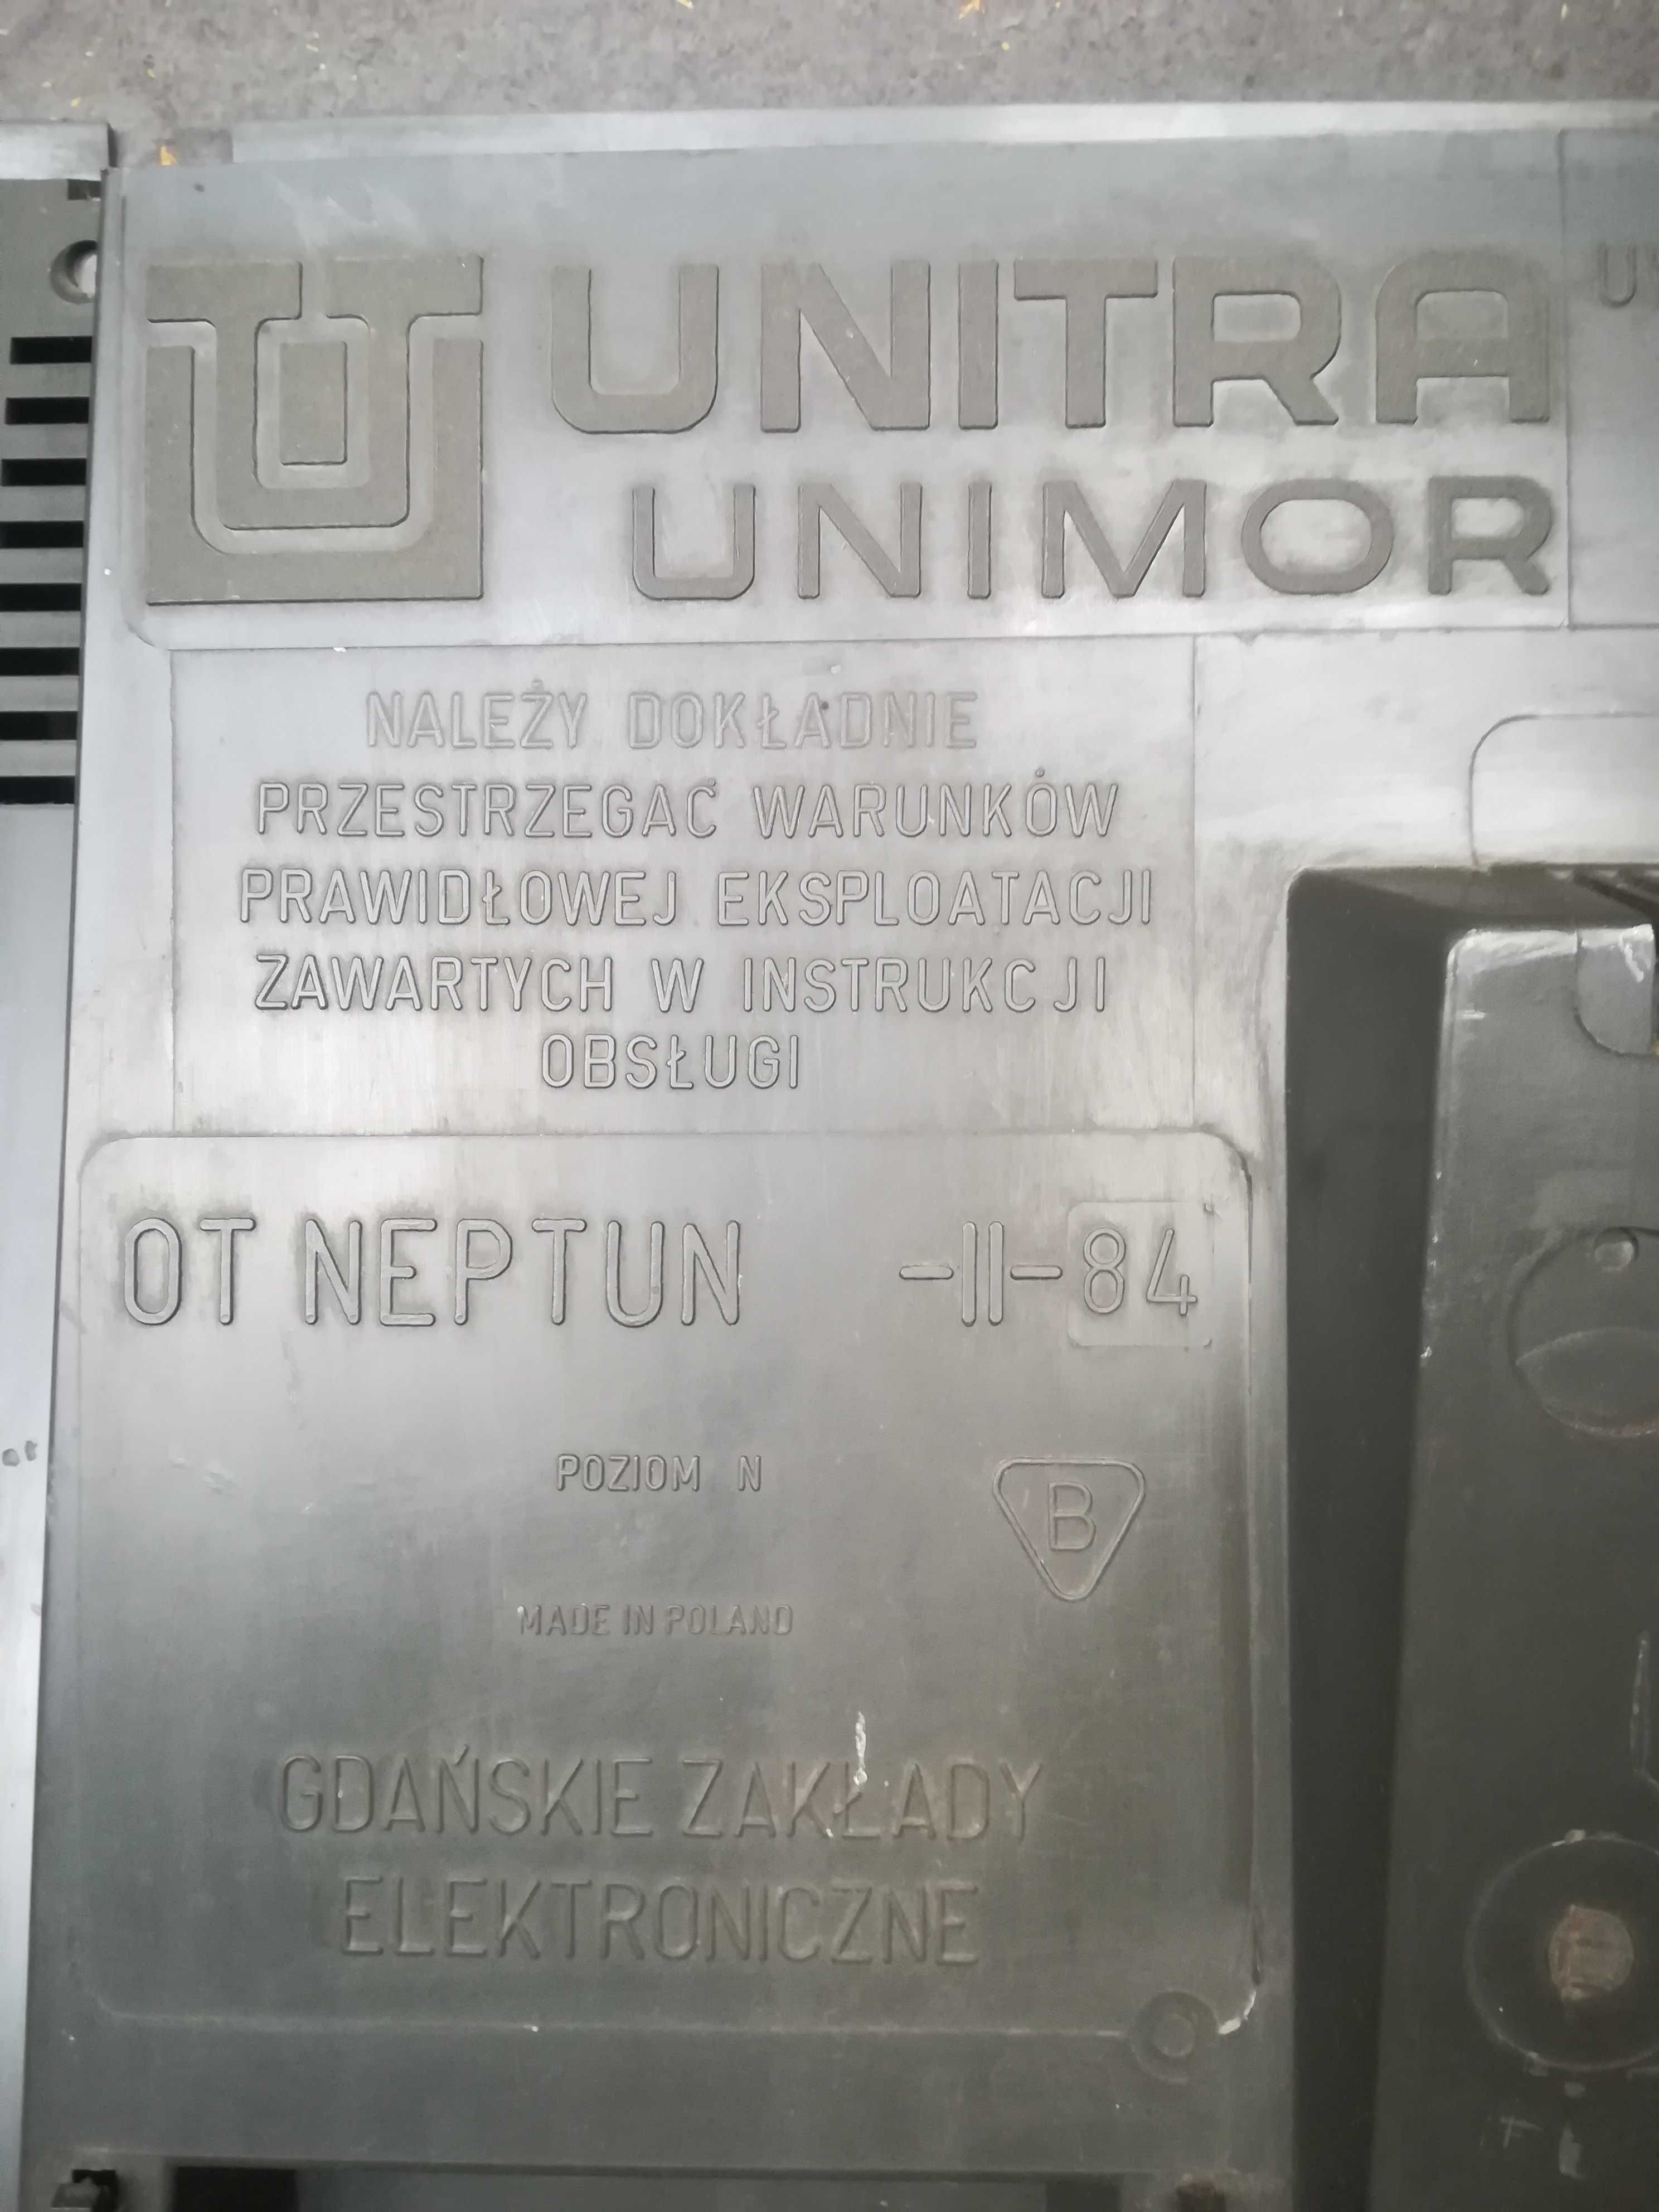 UNITRA
UNIMOR
NALEŻY DOKŁADNIE
PRZESTRZEGAĆ WARUNKÓW
PRAWIDŁOWEJ EKSPLOATACJI
ZAWARTYCH W INSTRUKCJI
OBSŁUGI
OT NEPTUN -II-84
POZIOM N
B
MADE IN POLAND
GDAŃSKIE ZAKŁADY
ELEKTRONICZNE